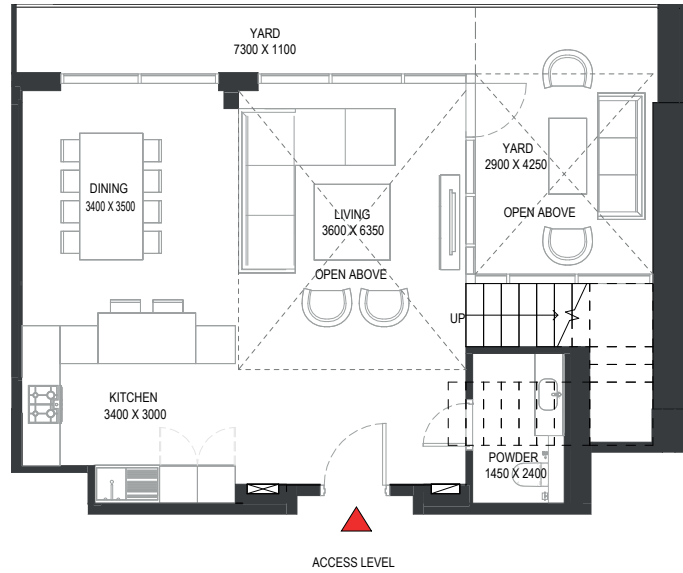 YARD
7300 X 1100
YARD
2900 X 4250
OPEN ABOVE
DINING
3400 X 3500
LIVING
3600 X 6350
OPEN ABOVE
UP
KITCHEN
3400 X 3000
POWDER
1450 X 2400
ACCESS LEVEL